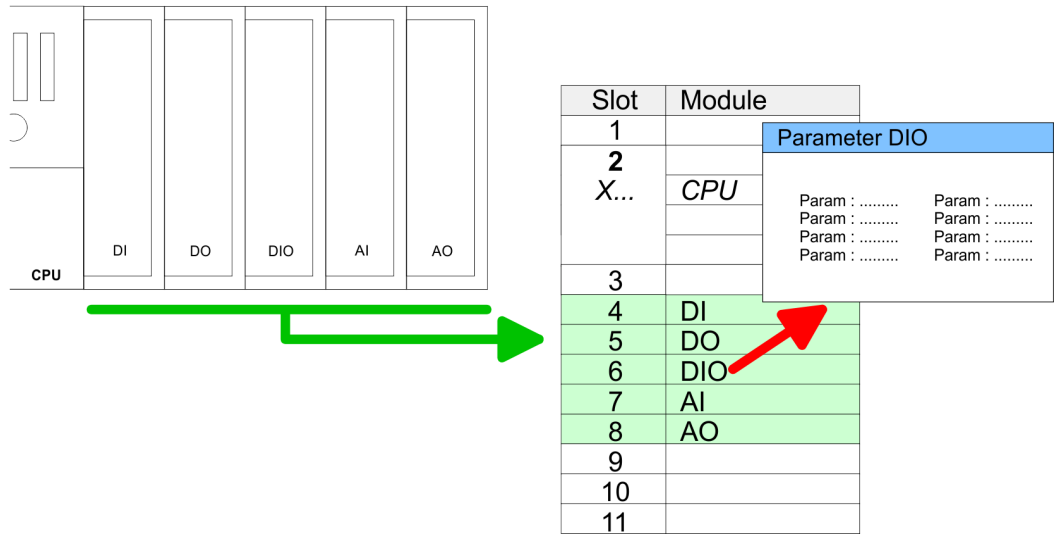 DI DO DIO AI AO
CPU
Slot Module
1
2
X... CPU
3
4 DI
5 DO
6 DIO
7 AI
8 AO
9
10
11
Parameter DIO
Param : ......... Param : .........
Param : ......... Param : .........
Param : ......... Param : .........
Param : ......... Param : .........